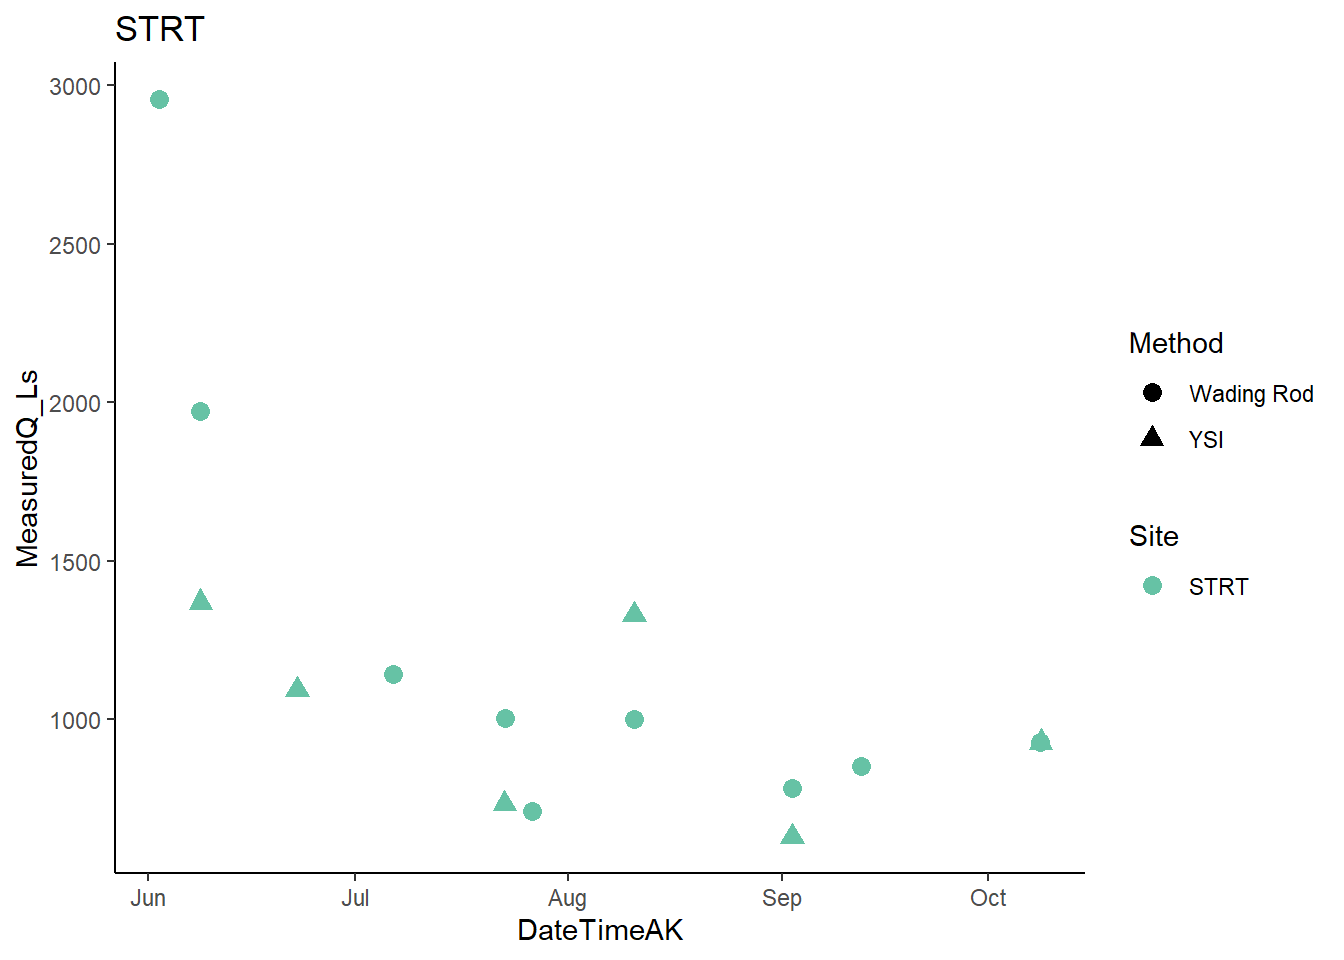 STRT
3000
2500
2000
1500
1000
MeasuredQ_Ls
Jun Jul Aug Sep Oct
DateTimeAK
Method
Wading Rod
YSI
Site
STRT